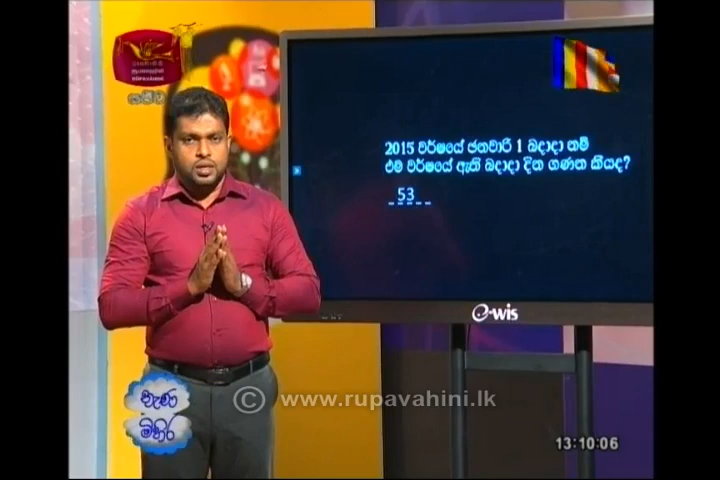 2015 වර්ෂයේ ජනවාරි 1 බදාදා නම්
එම වර්ෂයේ ඇති බදාදා දින ගණන කීයද?
53
e-wis
නැණ
මිහිර
© www.rupavahini.lk
13:10:06